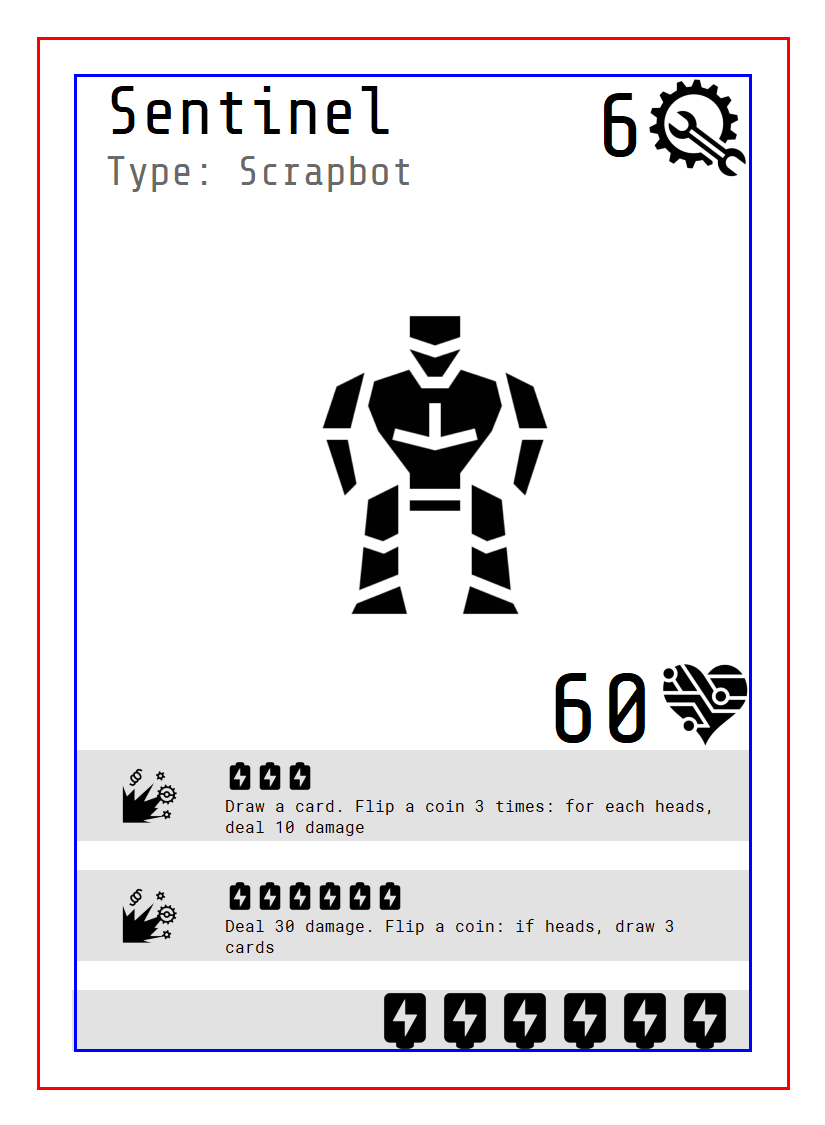 Sentinel
6
Type: Scrapbot
60
Draw a card. Flip a coin 3 times: for each heads,
deal 10 damage
Deal 30 damage. Flip a coin: if heads, draw 3
cards